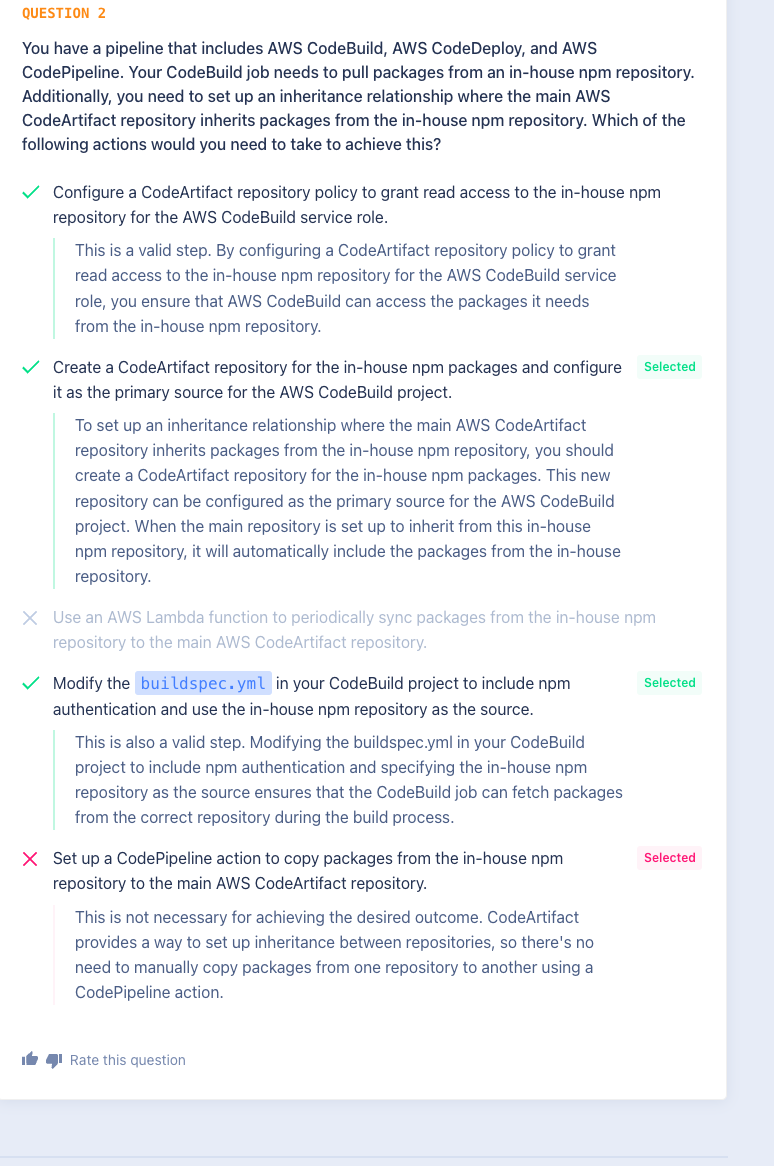 QUESTION 2
You have a pipeline that includes AWS CodeBuild, AWS CodeDeploy, and AWS
CodePipeline. Your CodeBuild job needs to pull packages from an in-house npm repository.
Additionally, you need to set up an inheritance relationship where the main AWS
CodeArtifact repository inherits packages from the in-house npm repository. Which of the
following actions would you need to take to achieve this?
Configure a CodeArtifact repository policy to grant read access to the in-house npm
repository for the AWS CodeBuild service role.
This is a valid step. By configuring a CodeArtifact repository policy to grant
read access to the in-house npm repository for the AWS CodeBuild service
role, you ensure that AWS CodeBuild can access the packages it needs
from the in-house npm repository.
Create a CodeArtifact repository for the in-house npm packages and configure Selected
it as the primary source for the AWS CodeBuild project.
To set up an inheritance relationship where the main AWS CodeArtifact
repository inherits packages from the in-house npm repository, you should
create a CodeArtifact repository for the in-house npm packages. This new
repository can be configured as the primary source for the AWS CodeBuild
project. When the main repository is set up to inherit from this in-house
npm repository, it will automatically include the packages from the in-house
repository.
Use an AWS Lambda function to periodically sync packages from the in-house npm
repository to the main AWS CodeArtifact repository.
Modify the buildspec.yml in your CodeBuild project to include npm Selected
authentication and use the in-house npm repository as the source.
This is also a valid step. Modifying the buildspec.yml in your CodeBuild
project to include npm authentication and specifying the in-house npm
repository as the source ensures that the CodeBuild job can fetch packages
from the correct repository during the build process.
Set up a CodePipeline action to copy packages from the in-house npm Selected
repository to the main AWS CodeArtifact repository.
This is not necessary for achieving the desired outcome. CodeArtifact
provides a way to set up inheritance between repositories, so there's no
need to manually copy packages from one repository to another using a
CodePipeline action.
Rate this question